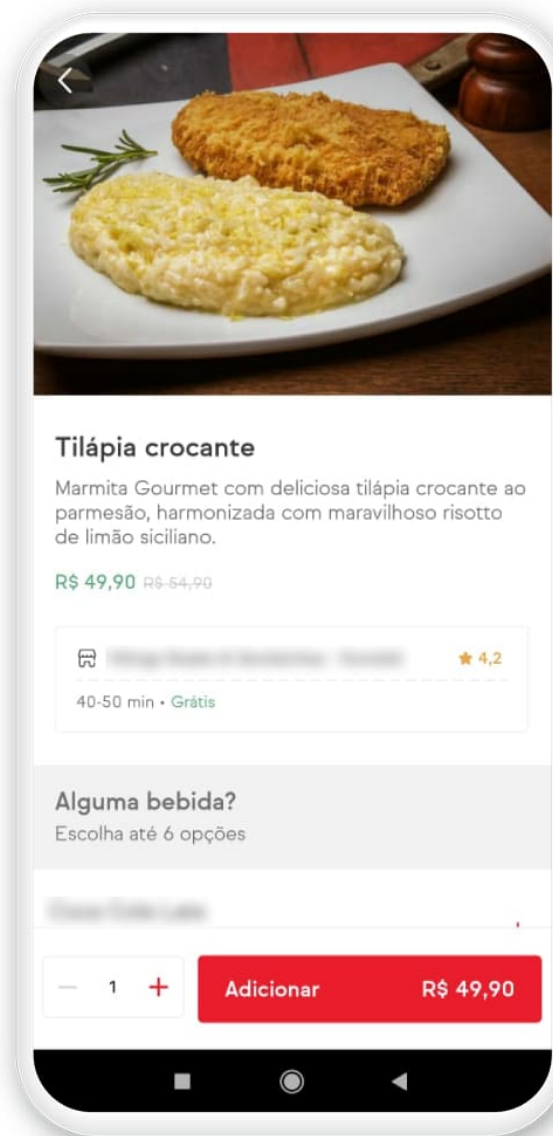 Tilápia crocante
Marmita Gourmet com deliciosa tilápia crocante ao
parmesão, harmonizada com maravilhoso risotto
de limão siciliano.
R$ 49,90 R$ 54,90
4,2
40-50 min • Grátis
Alguma bebida?
Escolha até 6 opções
1
Adicionar R$ 49,90